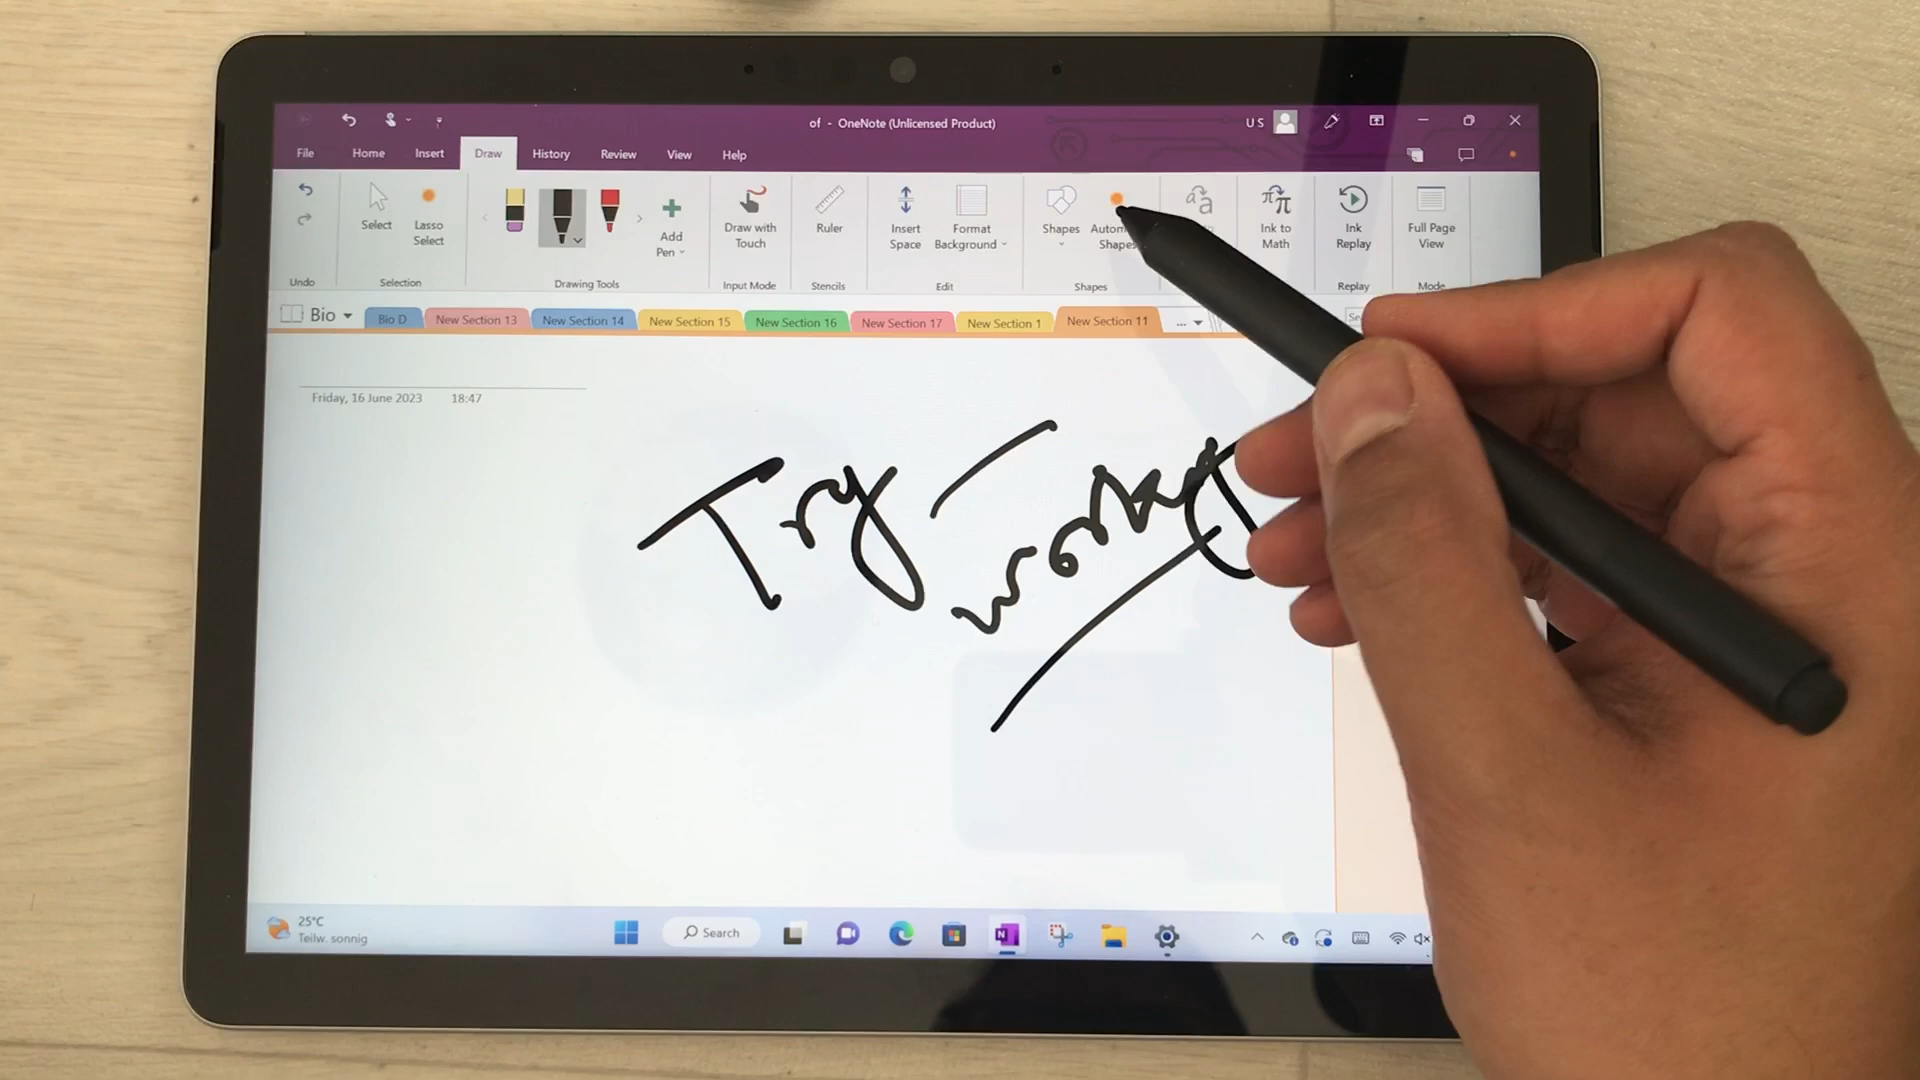 of - OneNote (Unlicensed Product)
U S
File Home Insert Draw History Review View Help
Select
Lasso Select
Add Pen
Draw with Touch
Ruler
Insert Space
Format Background
Shapes
Shapes
Ink to Math
Ink Replay
Full Page View
Undo Selection Drawing Tools Input Mode Stencils Edit Shapes Replay Mode
Bio Bio D New Section 13 New Section 14 New Section 15 New Section 16 New Section 17 New Section 1 New Section 11 ...
Friday, 16 June 2023 18:47
Try
work
25°C
Teilw. sonnig
Search